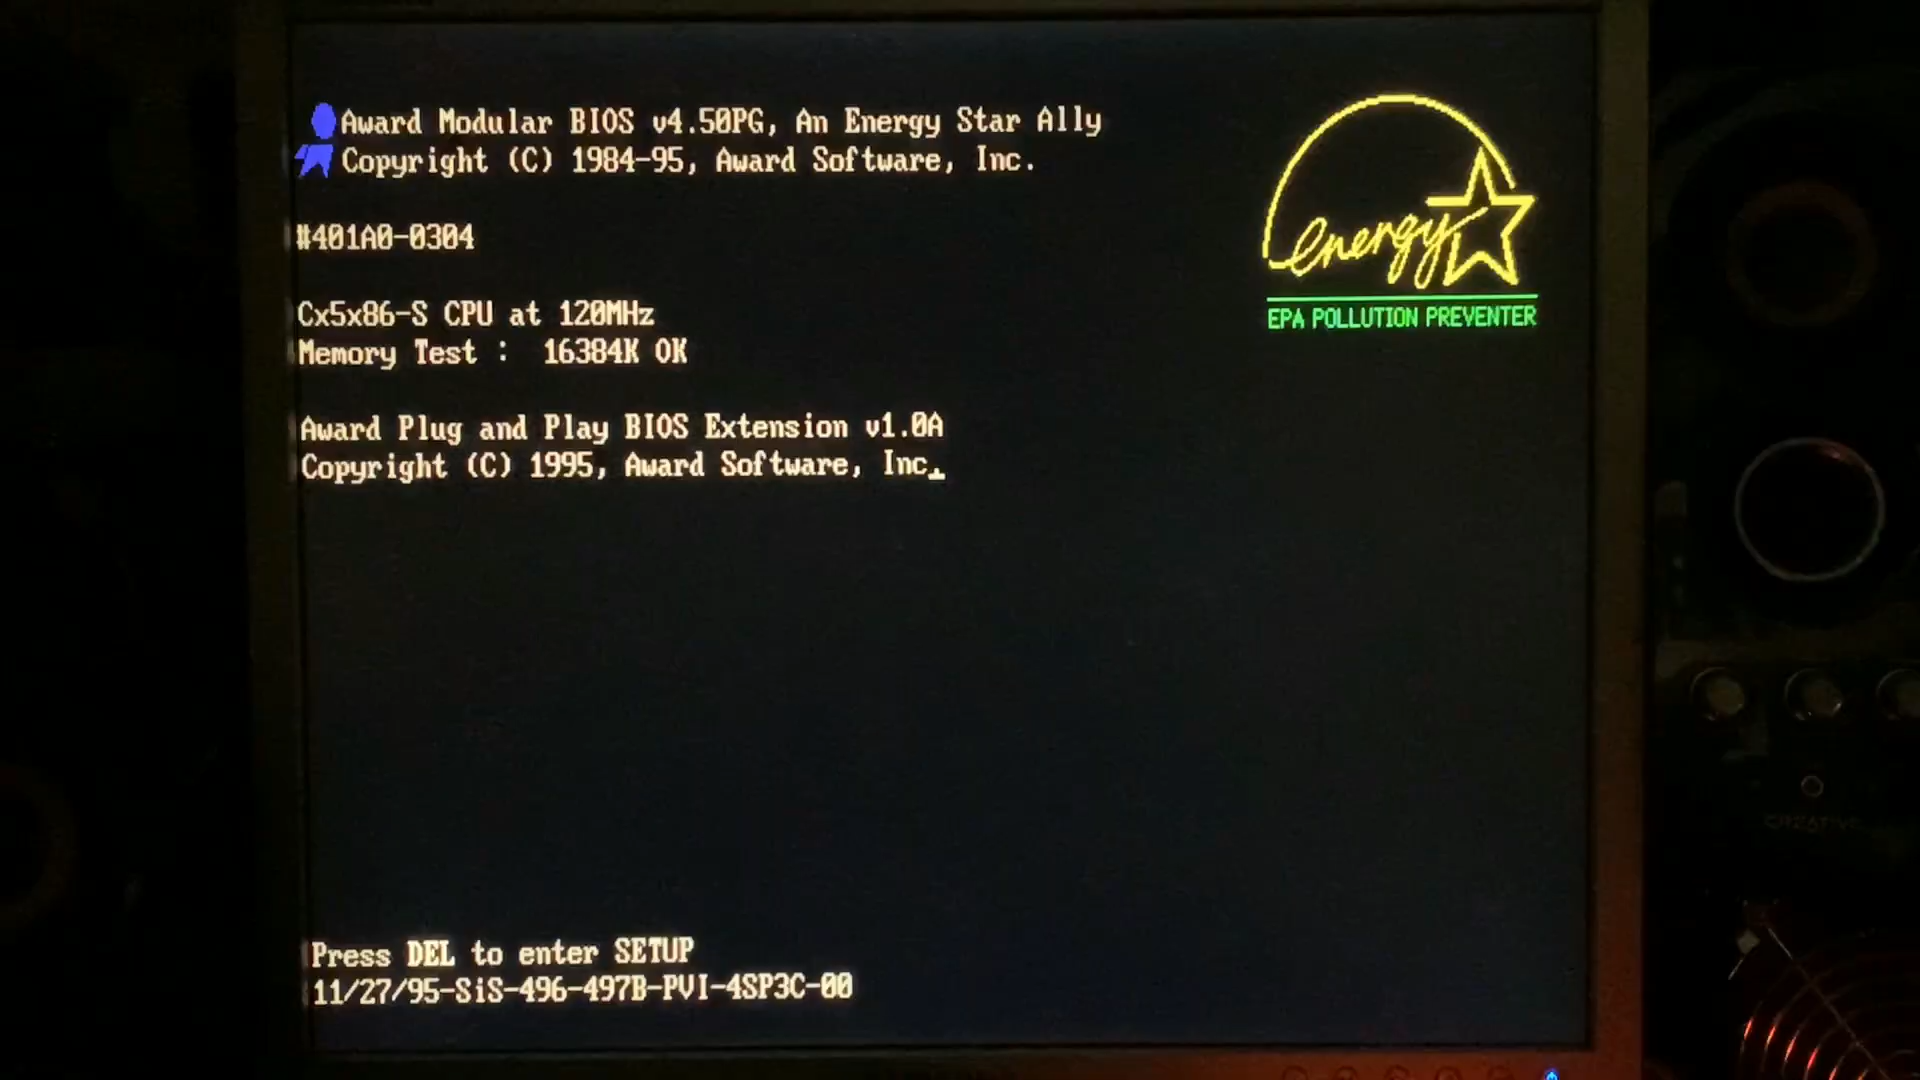 Award Modular BIOS v4.50PG, An Energy Star Ally
Copyright (C) 1984-95, Award Software, Inc.
energy
EPA POLLUTION PREVENTER
#401A0-0304
Cx5x86-S CPU at 120MHz
Memory Test :  16384K OK
Award Plug and Play BIOS Extension v1.0A
Copyright (C) 1995, Award Software, Inc.
CREATIVE
Press DEL to enter SETUP
11/27/95-SiS-496-497B-PVI-4SP3C-00